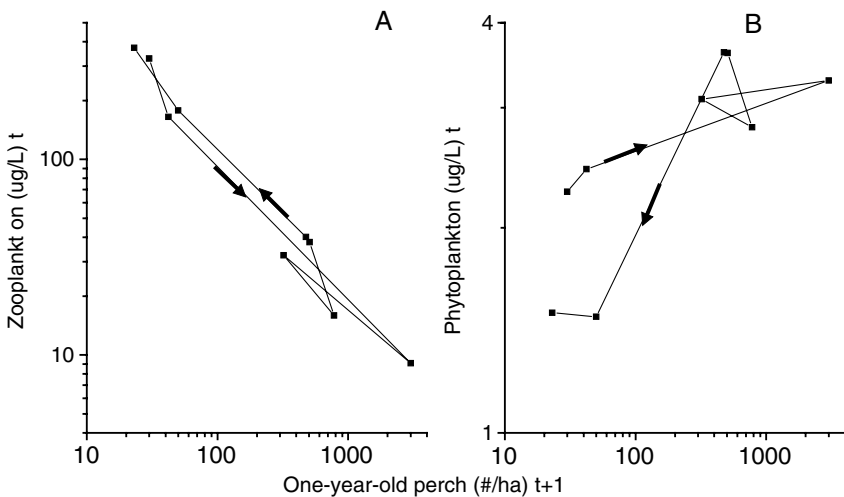 A
B
Zooplankt on (ug/L) t
100
10
10
100
1000
Phytoplankton (ug/L) t
4
1
10
100
1000
One-year-old perch (#/ha) t+1